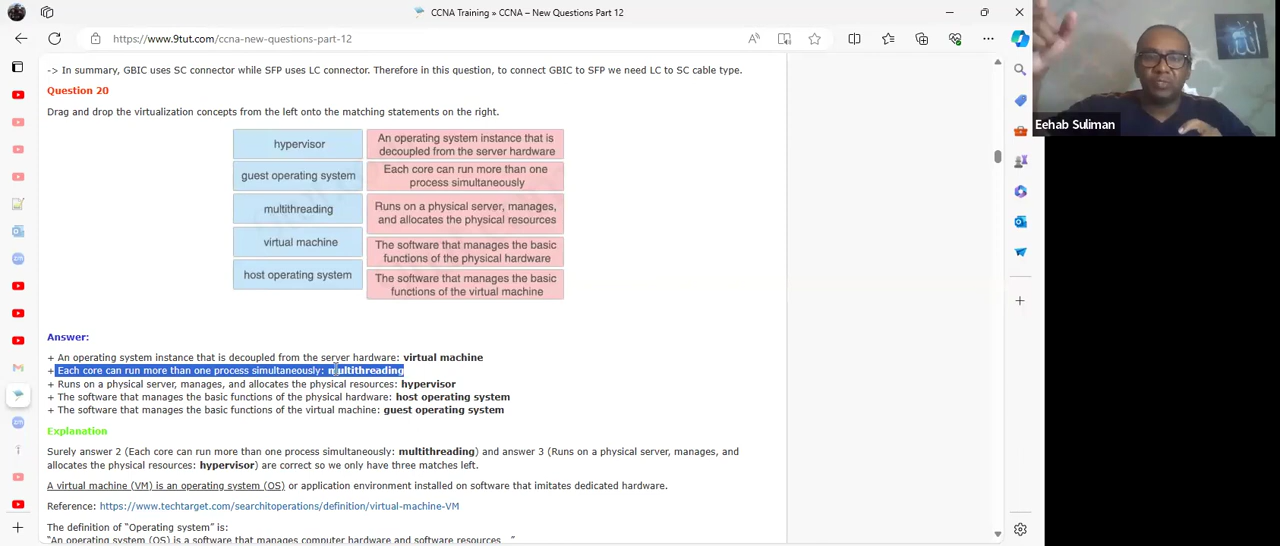 CCNA Training » CCNA – New Questions Part 12
https://www.9tut.com/ccna-new-questions-part-12
-> In summary, GBIC uses SC connector while SFP uses LC connector. Therefore in this question, to connect GBIC to SFP we need LC to SC cable type.
Question 20
Drag and drop the virtualization concepts from the left onto the matching statements on the right.
hypervisor
An operating system instance that is
decoupled from the server hardware
guest operating system
Each core can run more than one
process simultaneously
multithreading
Runs on a physical server, manages,
and allocates the physical resources
virtual machine
The software that manages the basic
functions of the physical hardware
host operating system
The software that manages the basic
functions of the virtual machine
Answer:
+ An operating system instance that is decoupled from the server hardware: virtual machine
+ Each core can run more than one process simultaneously: multithreading
+ Runs on a physical server, manages, and allocates the physical resources: hypervisor
+ The software that manages the basic functions of the physical hardware: host operating system
+ The software that manages the basic functions of the virtual machine: guest operating system
Explanation
Surely answer 2 (Each core can run more than one process simultaneously: multithreading) and answer 3 (Runs on a physical server, manages, and
allocates the physical resources: hypervisor) are correct so we only have three matches left.
A virtual machine (VM) is an operating system (OS) or application environment installed on software that imitates dedicated hardware.
Reference: https://www.techtarget.com/searchitoperations/definition/virtual-machine-VM
The definition of "Operating system" is:
"An operating system (OS) is a software that manages computer hardware and software resources..."
Eehab Suliman